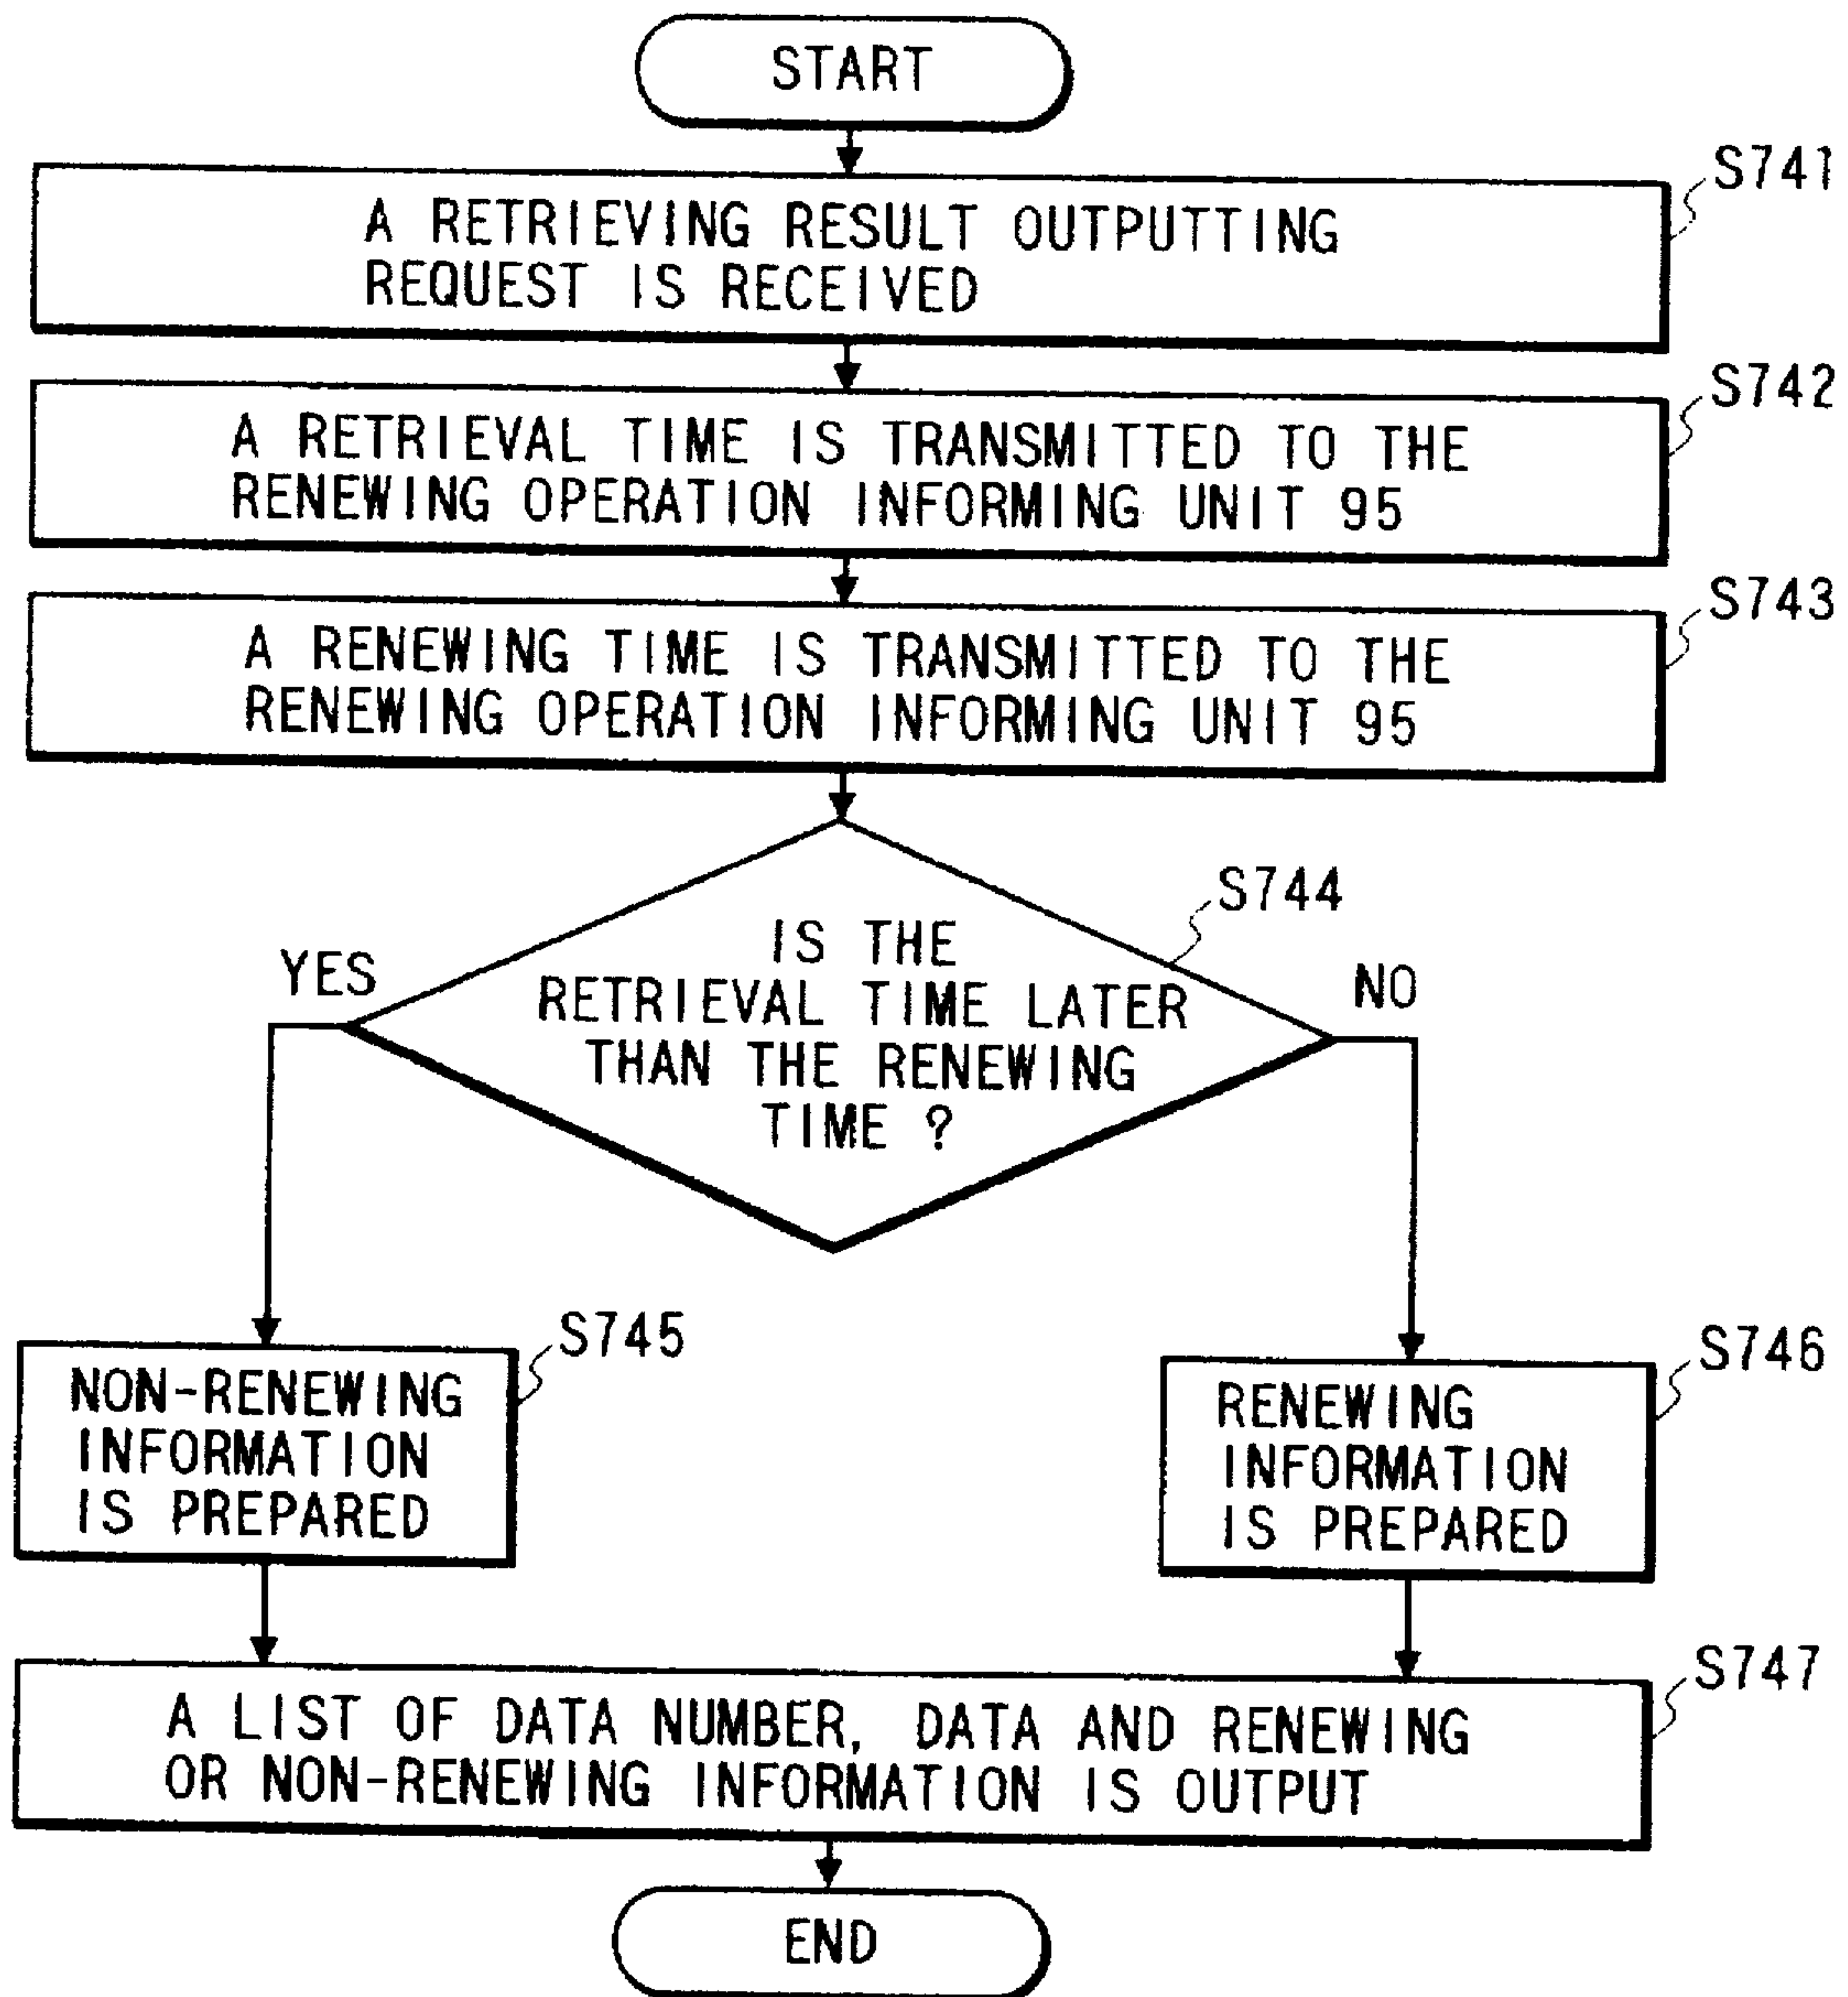 START
S741
A RETRIEVING RESULT OUTPUTTING
REQUEST IS RECEIVED
S742
A RETRIEVAL TIME IS TRANSMITTED TO THE
RENEWING OPERATION INFORMING UNIT 95
S743
A RENEWING TIME IS TRANSMITTED TO THE
RENEWING OPERATION INFORMING UNIT 95
S744
IS THE
RETRIEVAL TIME LATER
THAN THE RENEWING
TIME ?
YES
NO
S745
NON-RENEWING
INFORMATION
IS PREPARED
S746
RENEWING
INFORMATION
IS PREPARED
S747
A LIST OF DATA NUMBER, DATA AND RENEWING
OR NON-RENEWING INFORMATION IS OUTPUT
END